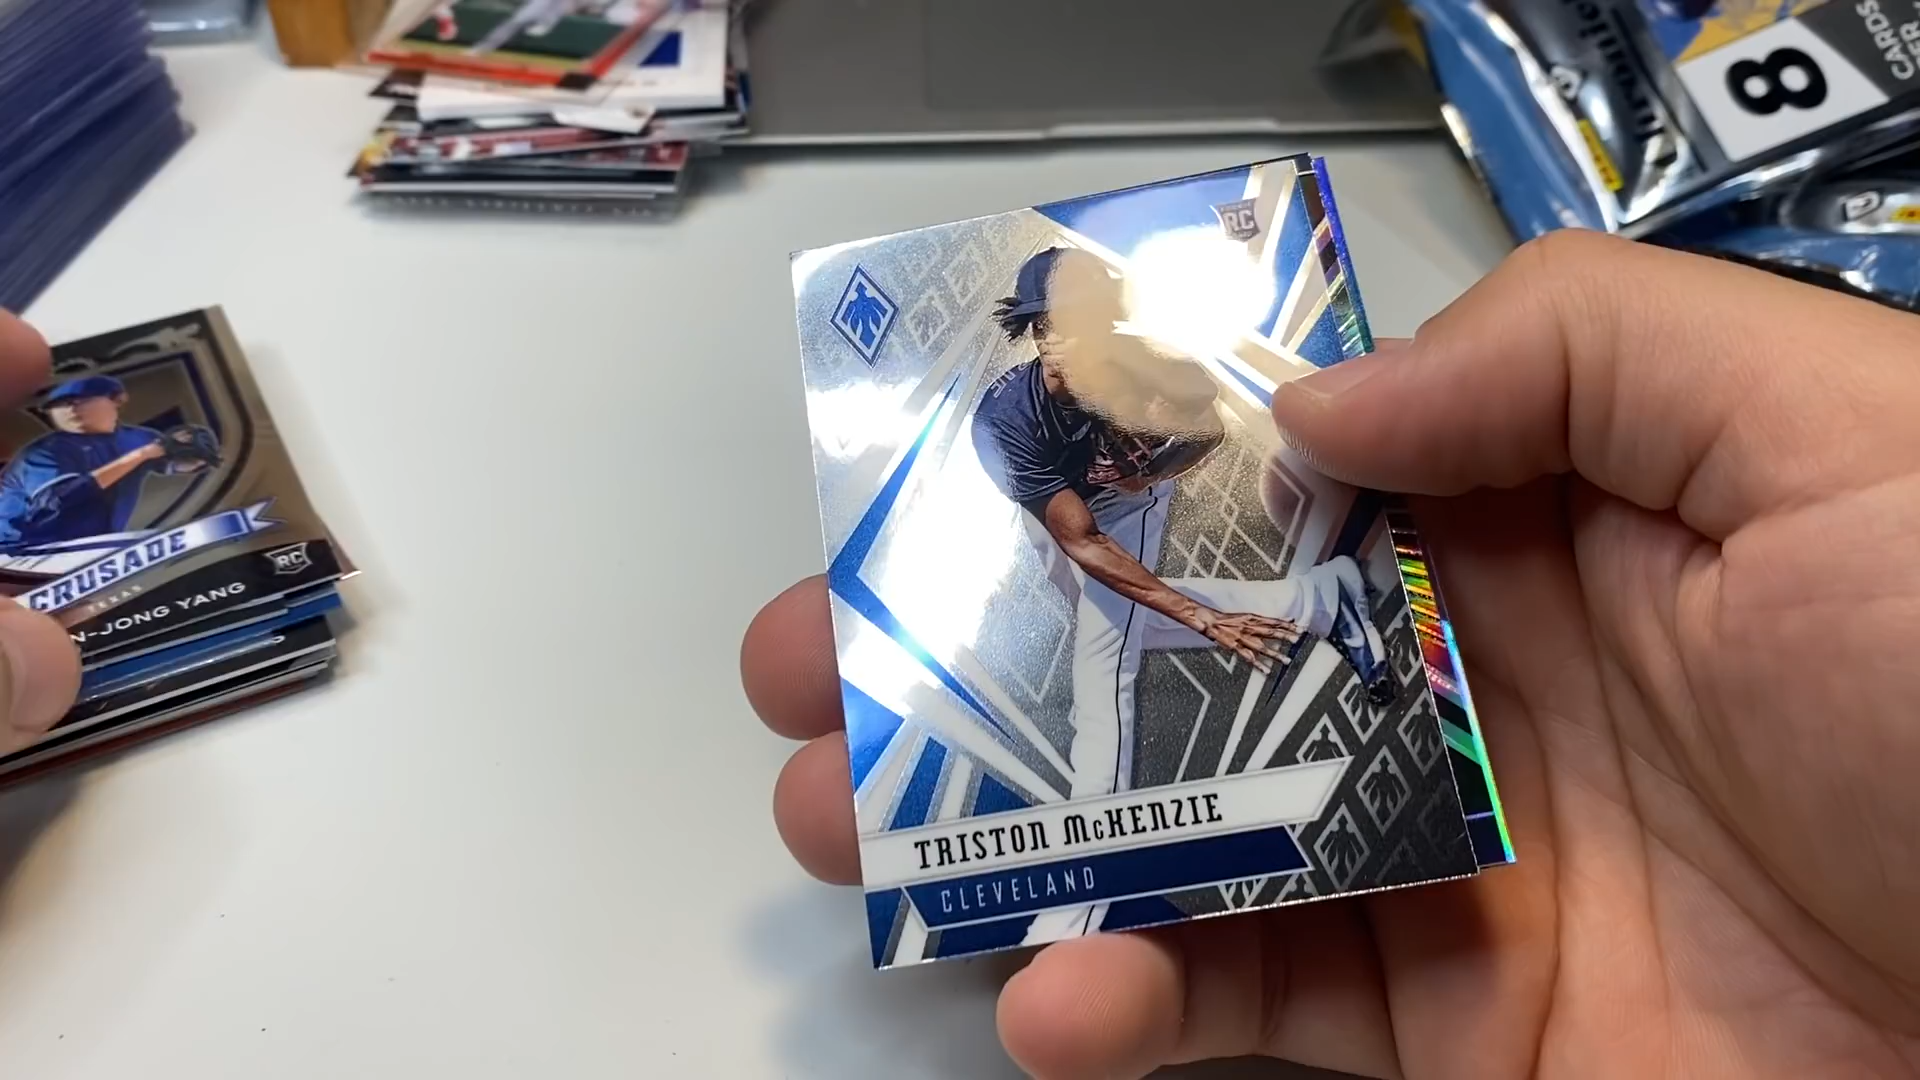 CRUSADE
TEXAS
N-JONG YANG
RC
RC
TRISTON McKENZIE
CLEVELAND
8
CARDS